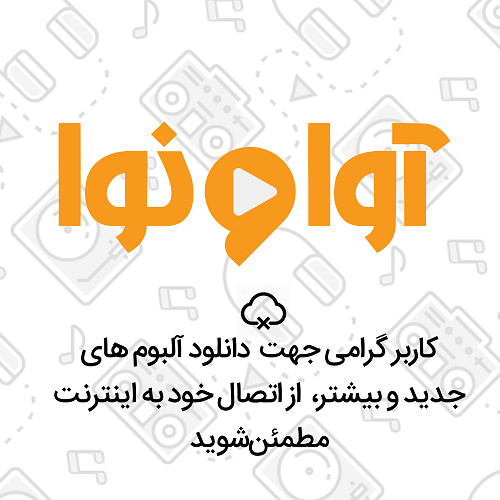 آوا و نوا
کاربر گرامی جهت دانلود آلبوم های
جدید و بیشتر، از اتصال خود به اینترنت
مطمئن‌شوید